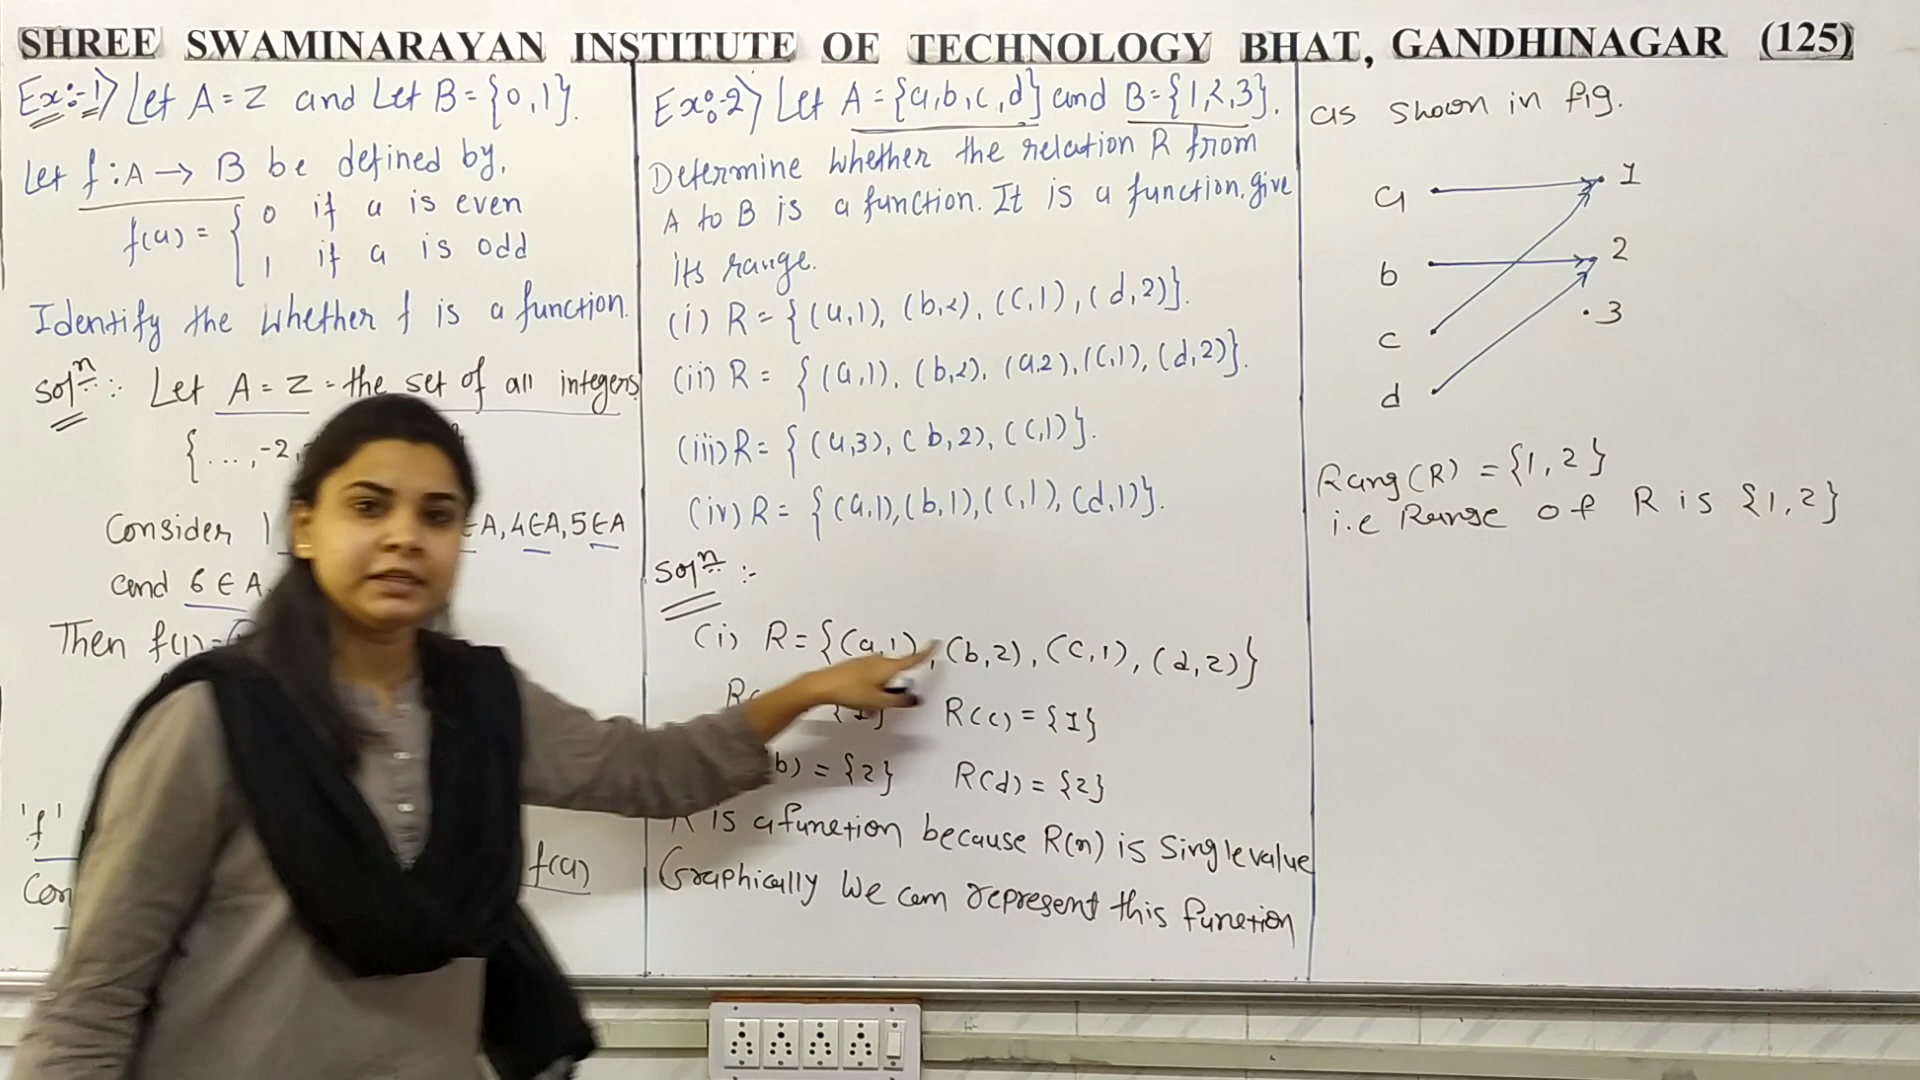 SHREE SWAMINARAYAN INSTITUTE OF TECHNOLOGY BHAT, GANDHINAGAR (125)
Ex:-1) Let A = Z and Let B = {0,1}.
Let f: A → B be defined by,
f(a) = { 0 if a is even
1 if a is odd
Identify the whether f is a function.
Solⁿ :- Let A = Z = the set of all integers
{ ..., -2,
Consider 1 ∈A, 4∈A, 5∈A
and 6 ∈ A.
Then f(1)=
'f'
f(a)
Con
Ex:-2) Let A = {a,b,c,d} and B = {1,2,3}.
Determine whether the relation R from
A to B is a function. It is a function, give
its range.
(i) R = {(a,1), (b,2), (c,1), (d,2)}.
(ii) R = {(a,1), (b,2), (a,2), (c,1), (d,2)}.
(iii) R = {(a,3), (b,2), (c,1)}.
(iv) R = {(a,1), (b,1), (c,1), (d,1)}.
Solⁿ :-
(i) R = {(a,1), (b,2), (c,1), (d,2)}
R( {1} R(c) = {1}
b) = {2} R(d) = {2}
R is a function because R(n) is single value
Graphically we can represent this function
as shown in fig.
a 1
b 2
c 3
d
Rang(R) = {1,2}
i.e Range of R is {1,2}